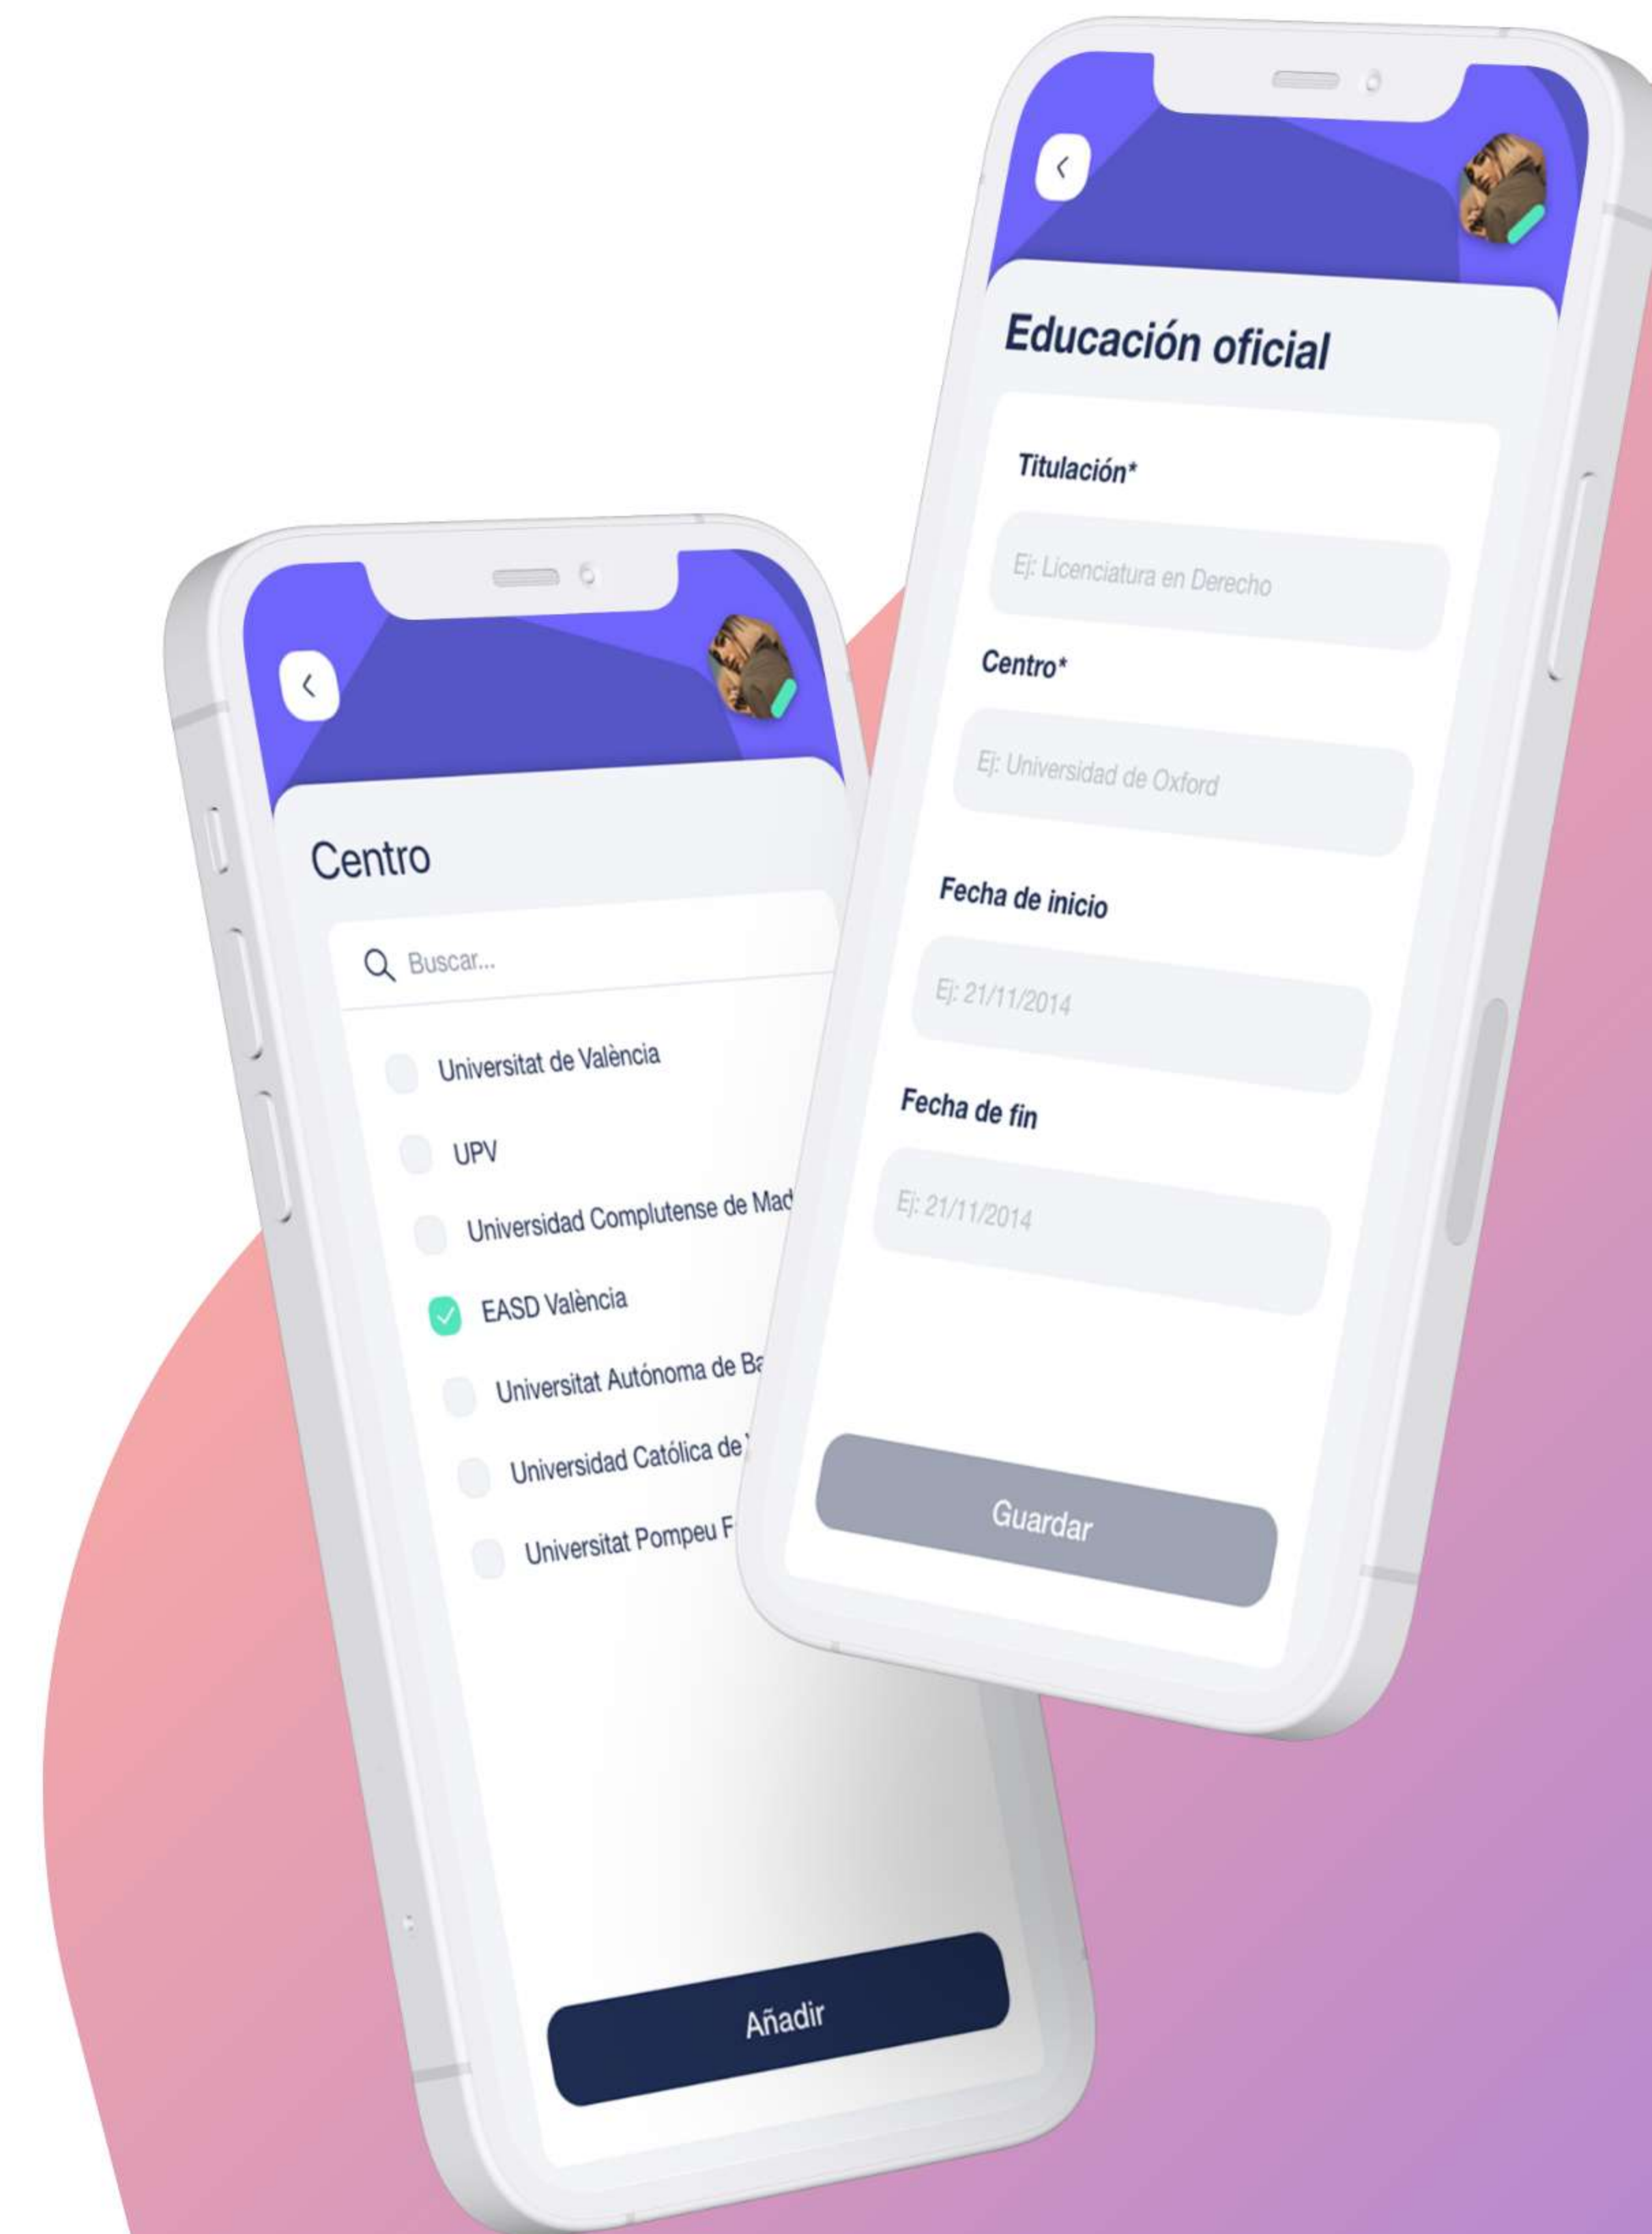 Educación oficial
Titulación*
Ej: Licenciatura en Derecho
Centro*
Ej: Universidad de Oxford
Fecha de inicio
Ej: 21/11/2014
Fecha de fin
Ej: 21/11/2014
Guardar
Centro
Buscar...
Universitat de València
UPV
Universidad Complutense de Mad
EASD València
Universitat Autónoma de Ba
Universidad Católica de
Universitat Pompeu F
Añadir